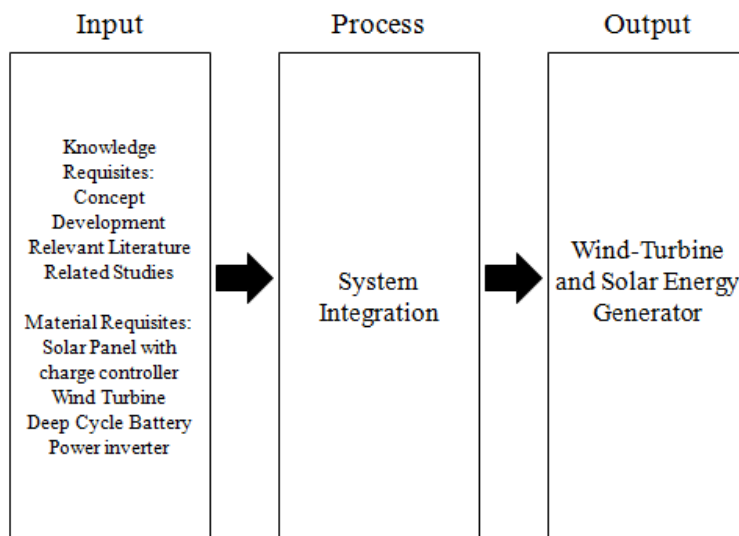 Input
Process
Output
Knowledge
Requisites:
Concept
Development
Relevant Literature
Related Studies
Material Requisites:
Solar Panel with
charge controller
Wind Turbine
Deep Cycle Battery
Power inverter
System
Integration
Wind-Turbine
and Solar Energy
Generator